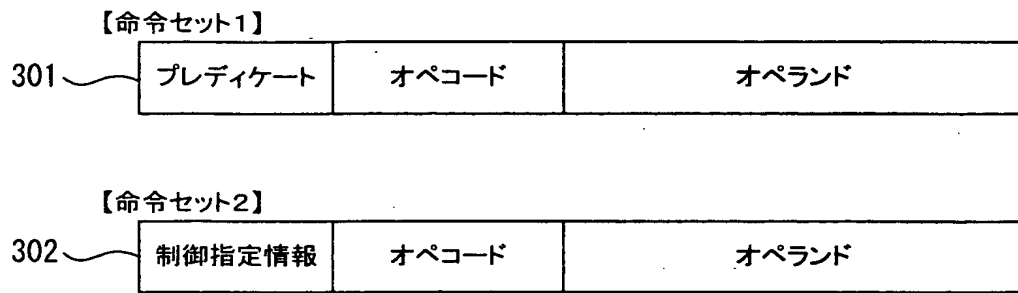 【命令セット1】
301 プレディケート オペコード オペランド
【命令セット2】
302 制御指定情報 オペコード オペランド